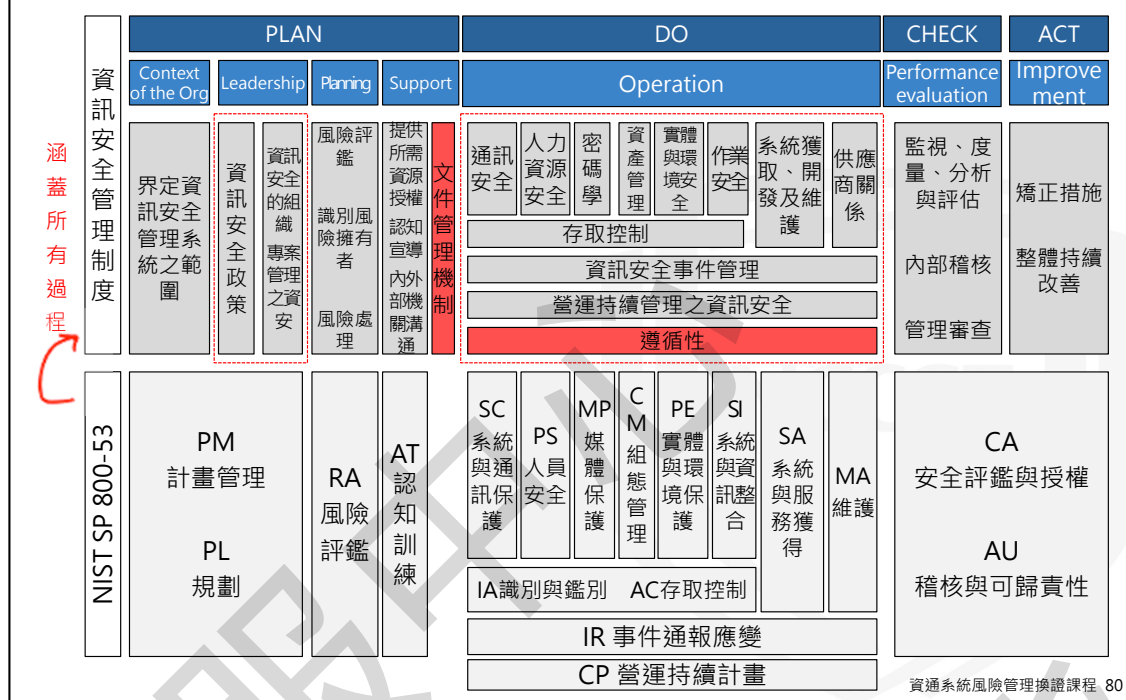 PLAN
DO
CHECK
ACT
Context
of the Org
Leadership
Planning
Support
Operation
Performance
evaluation
Improve
ment
資訊安全管理制度
涵蓋所有過程
界定資
訊安全
管理系
統之範
圍
資訊安全政策
資訊
安全
的組
織
專案
管理
之資
安
風險評
鑑
識別風
險擁有
者
風險處
理
提供
所需
資源
授權
認知
宣導
內外
部機
關溝
通
文件管理機制
通訊
安全
人力
資源
安全
密碼學
資產管理
實體
與環
境安
全
作業
安全
系統獲
取、開
發及維
護
供應
商關
係
存取控制
資訊安全事件管理
營運持續管理之資訊安全
遵循性
監視、度
量、分析
與評估
內部稽核
管理審查
矯正措施
整體持續
改善
NIST SP 800-53
PM
計畫管理
PL
規劃
RA
風險
評鑑
AT
認知訓練
SC
系統
與通
訊保
護
PS
人員
安全
MP
媒體保護
C
M
組態管理
PE
實體
與環
境保
護
SI
系統
與資
訊整
合
SA
系統
與服
務獲
得
MA
維護
IA識別與鑑別 AC存取控制
IR 事件通報應變
CP 營運持續計畫
CA
安全評鑑與授權
AU
稽核與可歸責性
資通系統風險管理換證課程 80
服中心